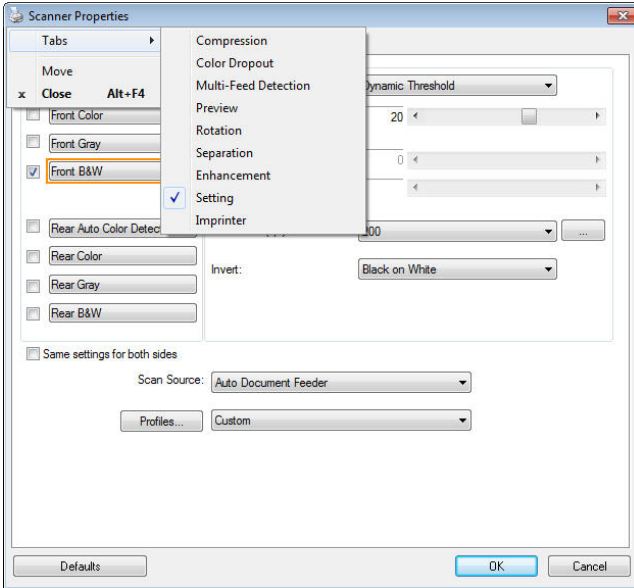 Scanner Properties
Tabs
Move
x Close Alt+F4
Compression
Color Dropout
Multi-Feed Detection
Preview
Rotation
Separation
Enhancement
Setting
Imprinter
Dynamic Threshold
Front Color
20
Front Gray
0
Front B&W
Rear Auto Color Detec
200
...
Rear Color
Invert:
Black on White
Rear Gray
Rear B&W
Same settings for both sides
Scan Source:
Auto Document Feeder
Profiles...
Custom
Defaults
OK
Cancel